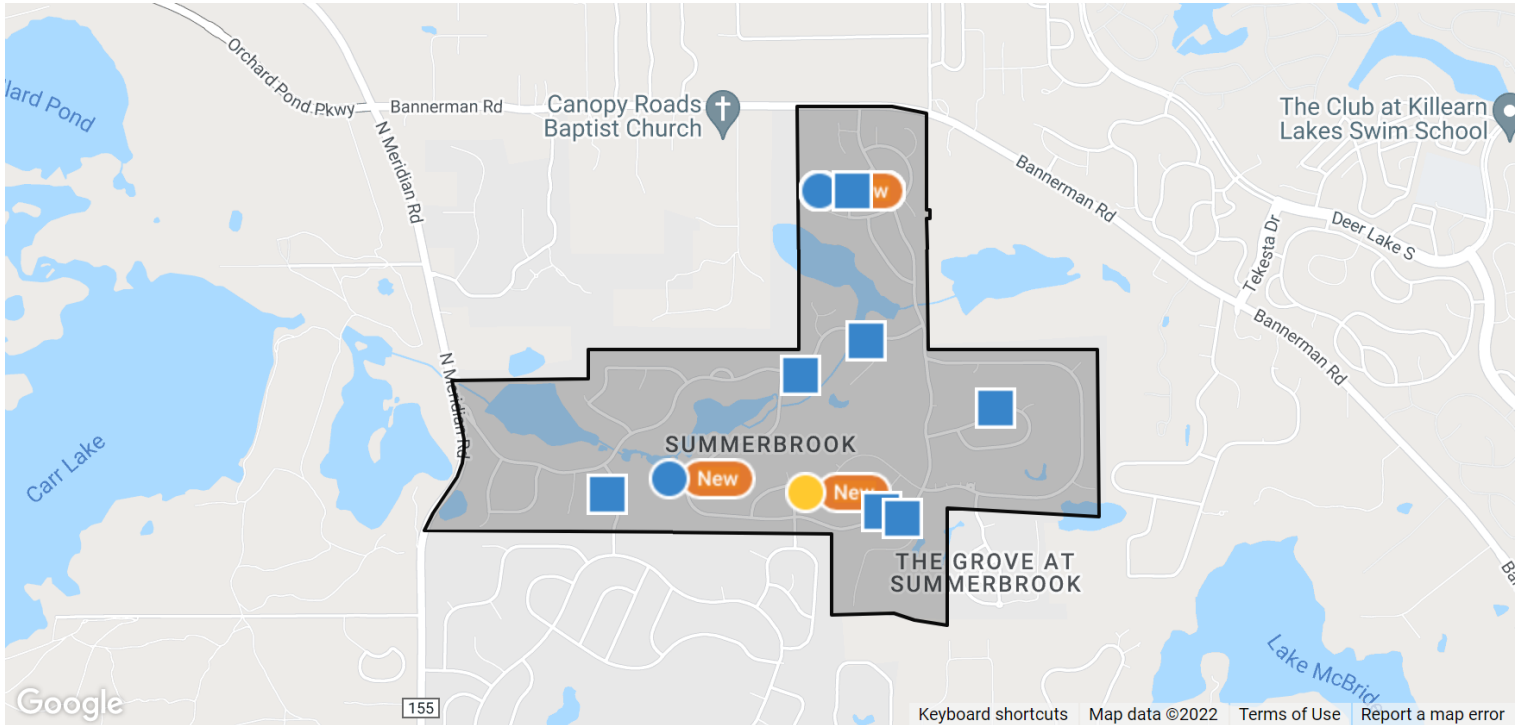 Orchard Pond Pkwy
Bannerman Rd
Canopy Roads
Baptist Church
The Club at Killearn
Lakes Swim School
llard Pond
N Meridian Rd
Bannerman Rd
w
Deer Lake S
Tekesta Dr
Bannerman Rd
N Meridian Rd
SUMMERBROOK
Carr Lake
New
New
THE GROVE AT
SUMMERBROOK
Lake McBrid
Google
155
Keyboard shortcuts
Map data ©2022
Terms of Use
Report a map error